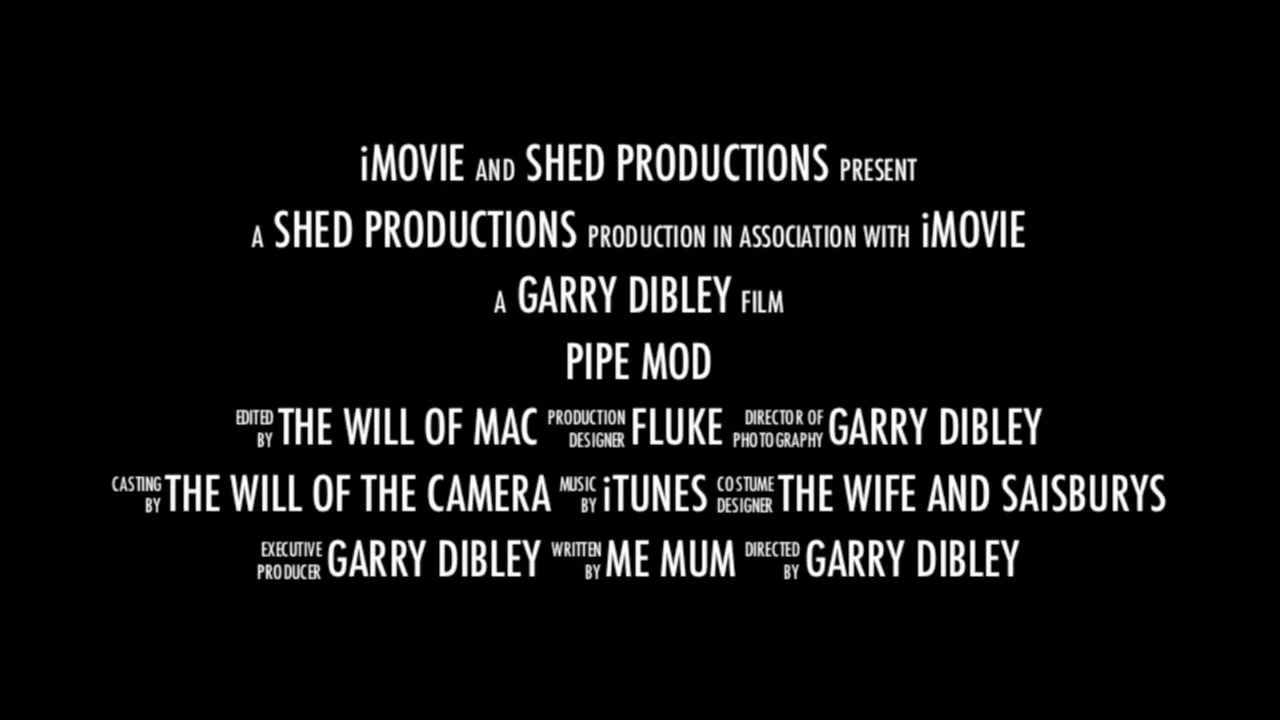 iMOVIE AND SHED PRODUCTIONS PRESENT
A SHED PRODUCTIONS PRODUCTION IN ASSOCIATION WITH iMOVIE
A GARRY DIBLEY FILM
PIPE MOD
EDITED BY THE WILL OF MAC PRODUCTION DESIGNER FLUKE DIRECTOR OF PHOTOGRAPHY GARRY DIBLEY
CASTING BY THE WILL OF THE CAMERA MUSIC BY iTUNES COSTUME DESIGNER THE WIFE AND SAISBURYS
EXECUTIVE PRODUCER GARRY DIBLEY WRITTEN BY ME MUM DIRECTED BY GARRY DIBLEY